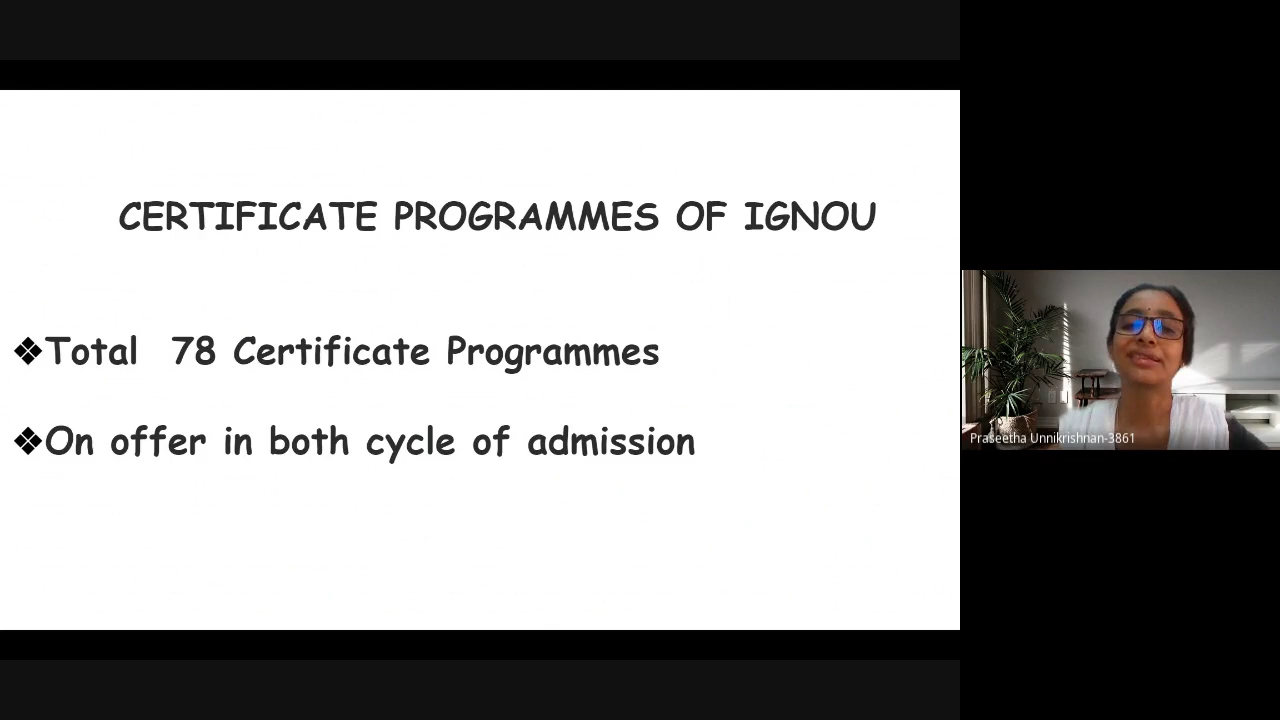 CERTIFICATE PROGRAMMES OF IGNOU
❖Total 78 Certificate Programmes
❖On offer in both cycle of admission
Praseetha Unnikrishnan-3861